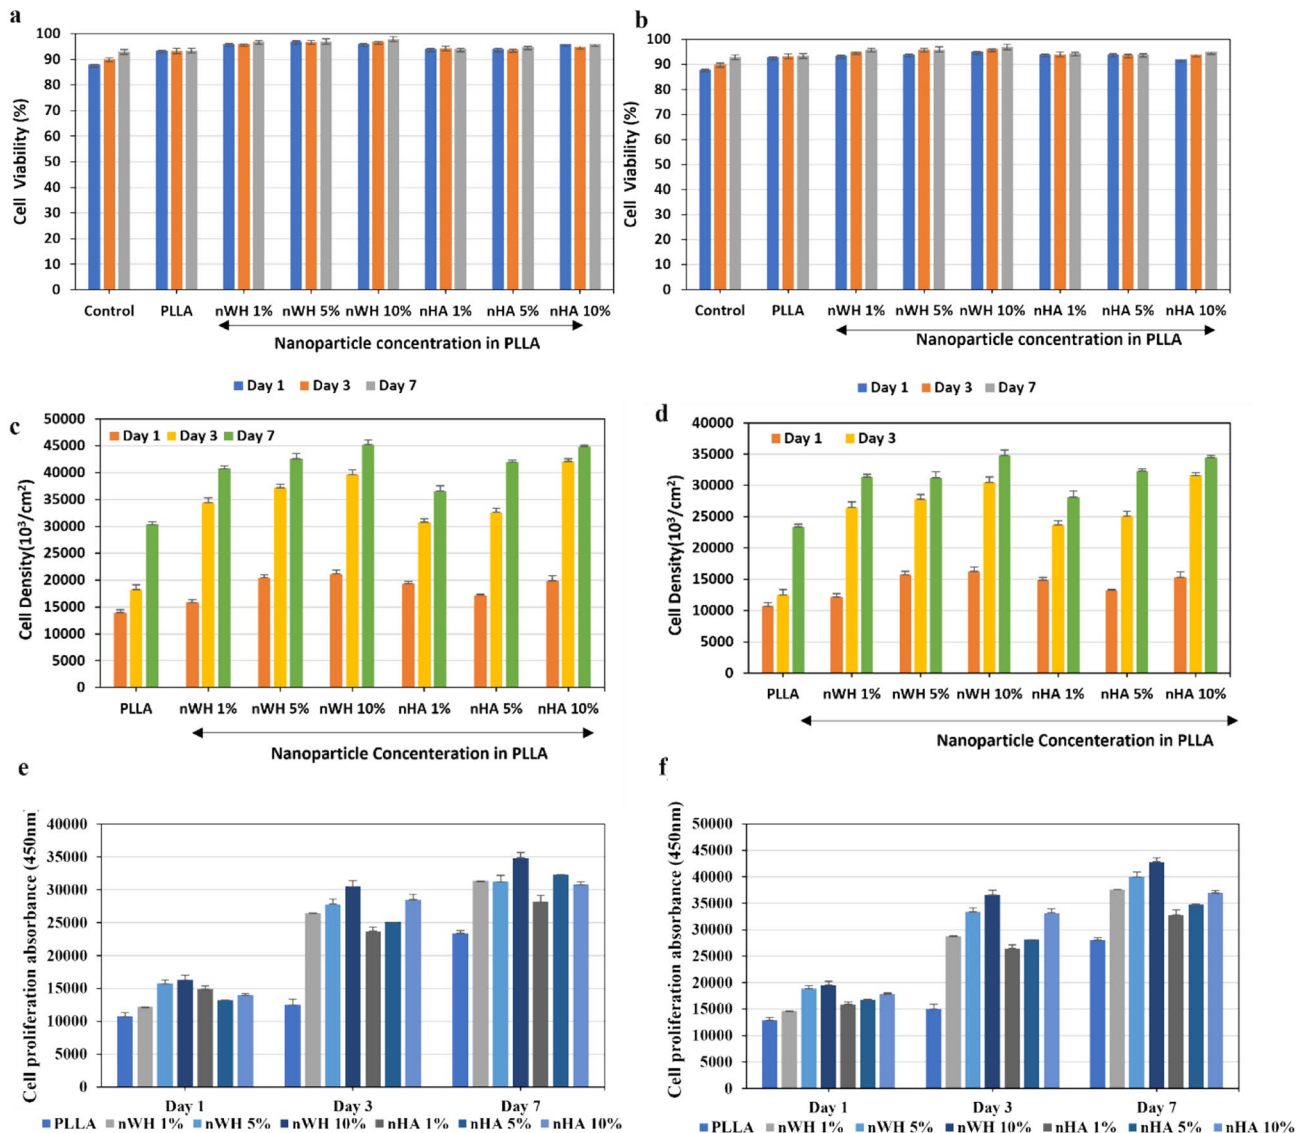 a
Cell Viability (%)
100
90
80
70
60
50
40
30
20
10
0
Control PLLA nWH 1% nWH 5% nWH 10% nHA 1% nHA 5% nHA 10%
Nanoparticle concentration in PLLA
Day 1 Day 3 Day 7
b
Cell Viability (%)
100
90
80
70
60
50
40
30
20
10
0
Control PLLA nWH 1% nWH 5% nWH 10% nHA 1% nHA 5% nHA 10%
Nanoparticle concentration in PLLA
Day 1 Day 3 Day 7
c
Cell Density(10³/cm²)
50000
45000
40000
35000
30000
25000
20000
15000
10000
5000
0
Day 1 Day 3 Day 7
PLLA nWH 1% nWH 5% nWH 10% nHA 1% nHA 5% nHA 10%
Nanoparticle Concenteration in PLLA
d
Cell Density(10³/cm²)
40000
35000
30000
25000
20000
15000
10000
5000
0
Day 1 Day 3
PLLA nWH 1% nWH 5% nWH 10% nHA 1% nHA 5% nHA 10%
Nanoparticle Concenteration in PLLA
e
Cell proliferation absorbance (450nm)
40000
35000
30000
25000
20000
15000
10000
5000
0
Day 1 Day 3 Day 7
PLLA nWH 1% nWH 5% nWH 10% nHA 1% nHA 5% nHA 10%
f
Cell proliferation absorbance (450nm)
50000
45000
40000
35000
30000
25000
20000
15000
10000
5000
0
Day 1 Day 3 Day 7
PLLA nWH 1% nWH 5% nWH 10% nHA 1% nHA 5% nHA 10%